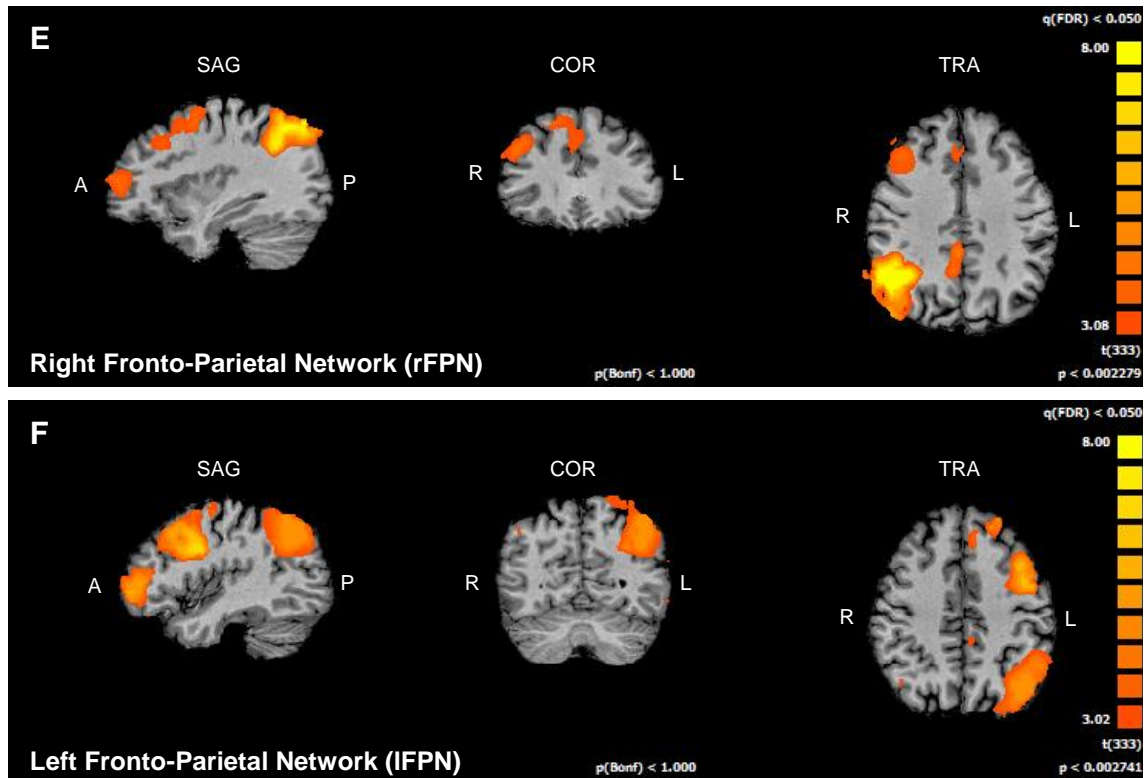 E
q(FDR) < 0.050
8.00
SAG
COR
TRA
A
P
R
L
R
L
3.08
t(333)
Right Fronto-Parietal Network (rFPN)
p(Bonf) < 1.000
p < 0.002279
F
q(FDR) < 0.050
8.00
SAG
COR
TRA
A
P
R
L
R
L
3.02
t(333)
Left Fronto-Parietal Network (lFPN)
p(Bonf) < 1.000
p < 0.002741